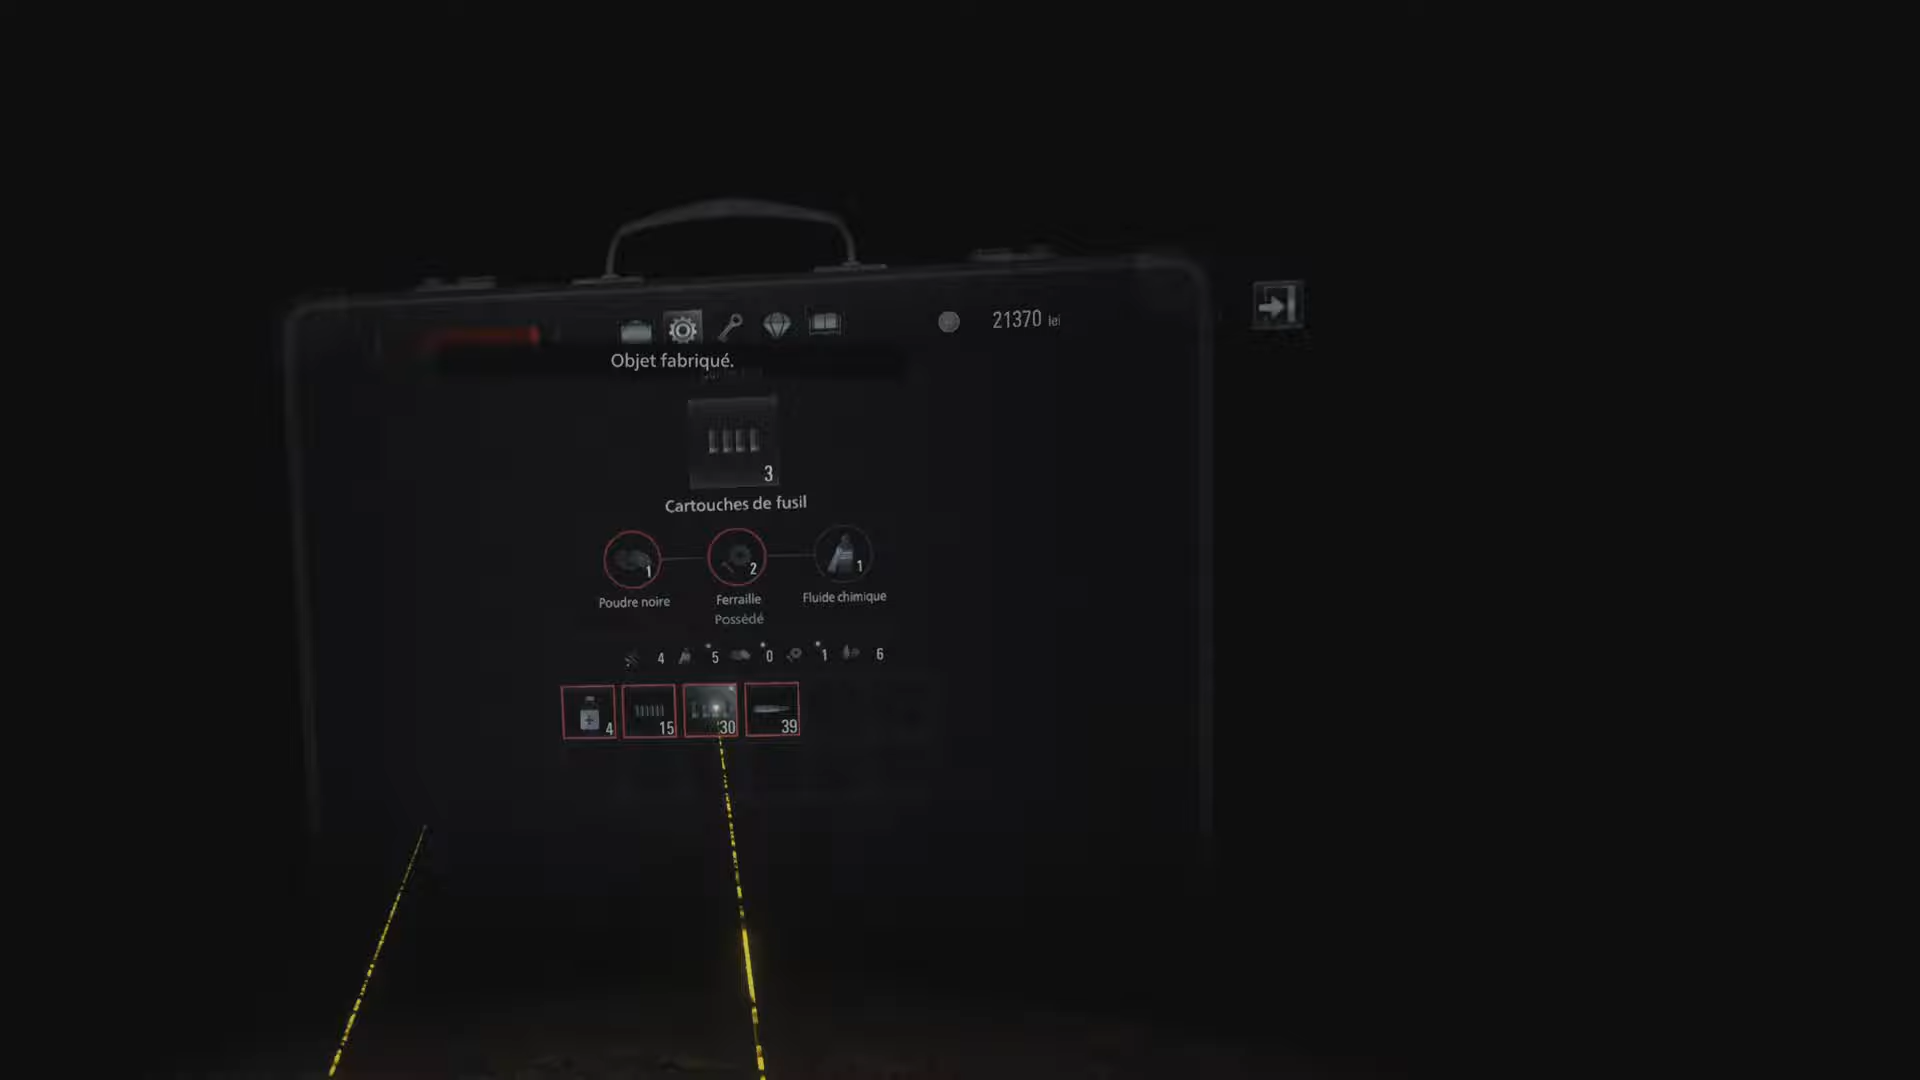 21370 lei
Objet fabriqué.
3
Cartouches de fusil
1 2 1
Poudre noire Ferraille Fluide chimique
Possédé
4 5 0 1 6
4 15 30 39